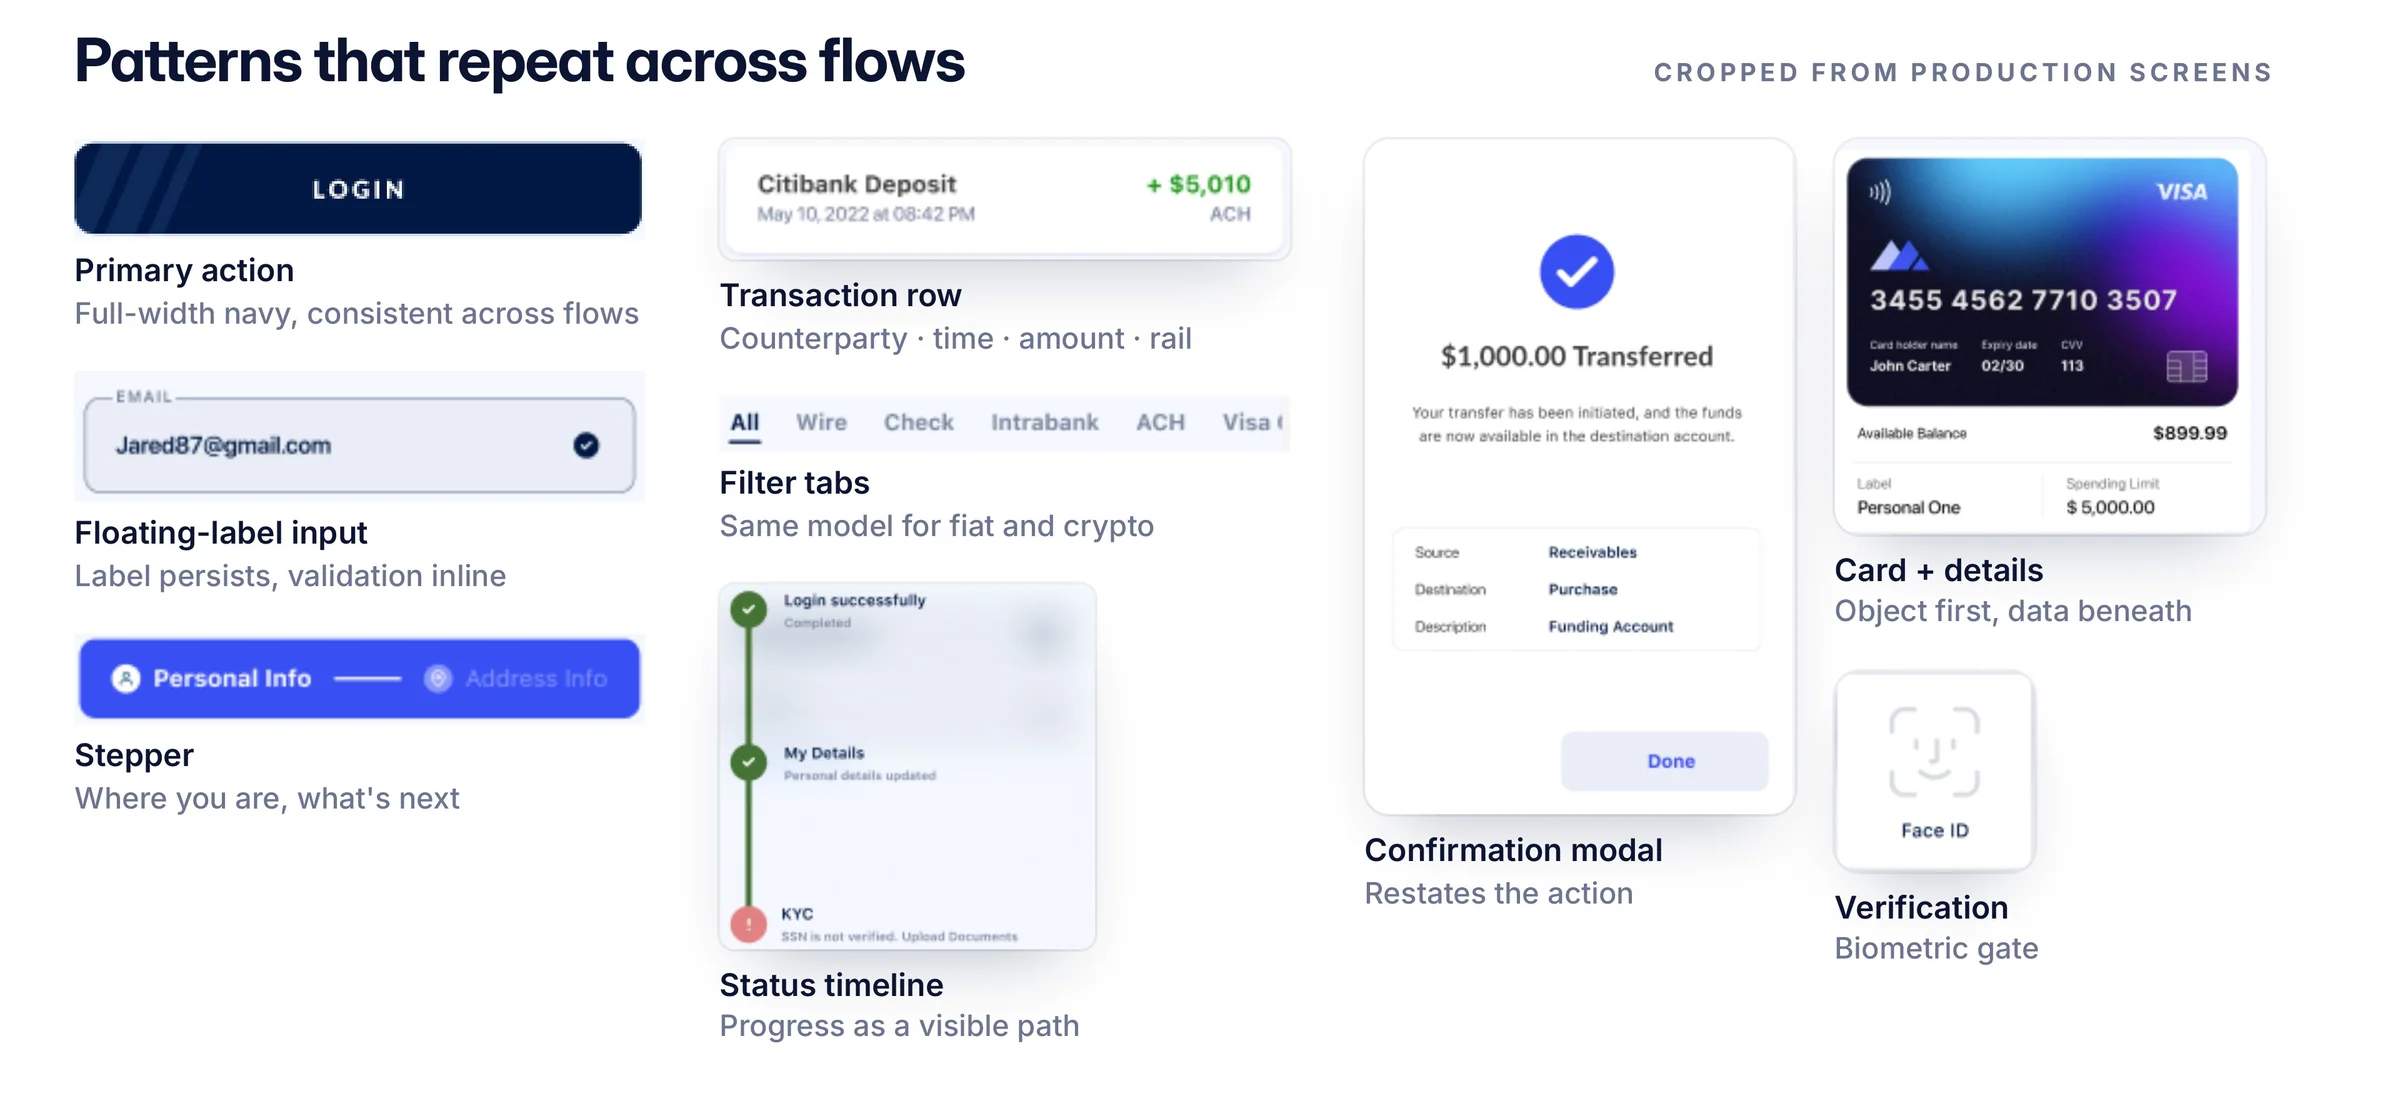 Patterns that repeat across flows
CROPPED FROM PRODUCTION SCREENS
LOGIN
Primary action
Full-width navy, consistent across flows
EMAIL
Jared87@gmail.com
Floating-label input
Label persists, validation inline
Personal Info
Address Info
Stepper
Where you are, what's next
Citibank Deposit
+ $5,010
May 10, 2022 at 08:42 PM
ACH
Transaction row
Counterparty · time · amount · rail
All Wire Check Intrabank ACH Visa
Filter tabs
Same model for fiat and crypto
Login successfully
Completed
My Details
Personal details updated
KYC
SSN is not verified. Upload Documents
Status timeline
Progress as a visible path
$1,000.00 Transferred
Your transfer has been initiated, and the funds
are now available in the destination account.
Source Receivables
Destination Purchase
Description Funding Account
Done
Confirmation modal
Restates the action
VISA
3455 4562 7710 3507
Card holder name Expiry date CVV
John Carter 02/30 113
Available Balance $899.99
Label Spending Limit
Personal One $ 5,000.00
Card + details
Object first, data beneath
Face ID
Verification
Biometric gate